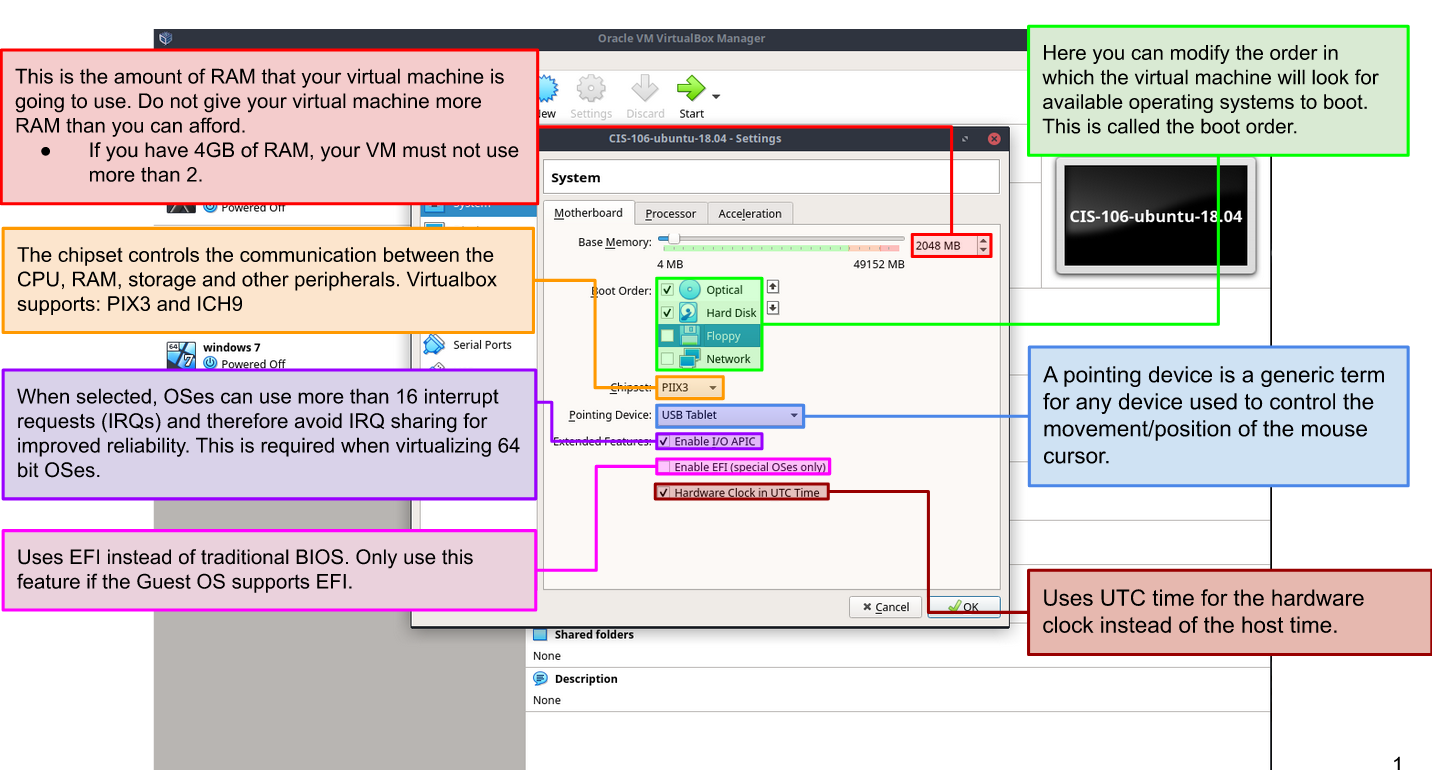 Oracle VM VirtualBox Manager
This is the amount of RAM that your virtual machine is
going to use. Do not give your virtual machine more
RAM than you can afford.
● If you have 4GB of RAM, your VM must not use
more than 2.
Here you can modify the order in
which the virtual machine will look for
available operating systems to boot.
This is called the boot order.
Settings
Discard
Start
CIS-106-ubuntu-18.04 - Settings
System
Powered Off
Motherboard
Processor
Acceleration
CIS-106-ubuntu-18.04
Base Memory:
2048 MB
4 MB
49152 MB
The chipset controls the communication between the
CPU, RAM, storage and other peripherals. Virtualbox
supports: PIX3 and ICH9
Boot Order:
Optical
Hard Disk
Floppy
Network
Serial Ports
64
7
windows 7
Powered Off
Chipset:
PIIX3
Pointing Device:
USB Tablet
Extended Features:
Enable I/O APIC
Enable EFI (special OSes only)
Hardware Clock in UTC Time
When selected, OSes can use more than 16 interrupt
requests (IRQs) and therefore avoid IRQ sharing for
improved reliability. This is required when virtualizing 64
bit OSes.
A pointing device is a generic term
for any device used to control the
movement/position of the mouse
cursor.
Uses EFI instead of traditional BIOS. Only use this
feature if the Guest OS supports EFI.
Uses UTC time for the hardware
clock instead of the host time.
Cancel
OK
Shared folders
None
Description
None
1